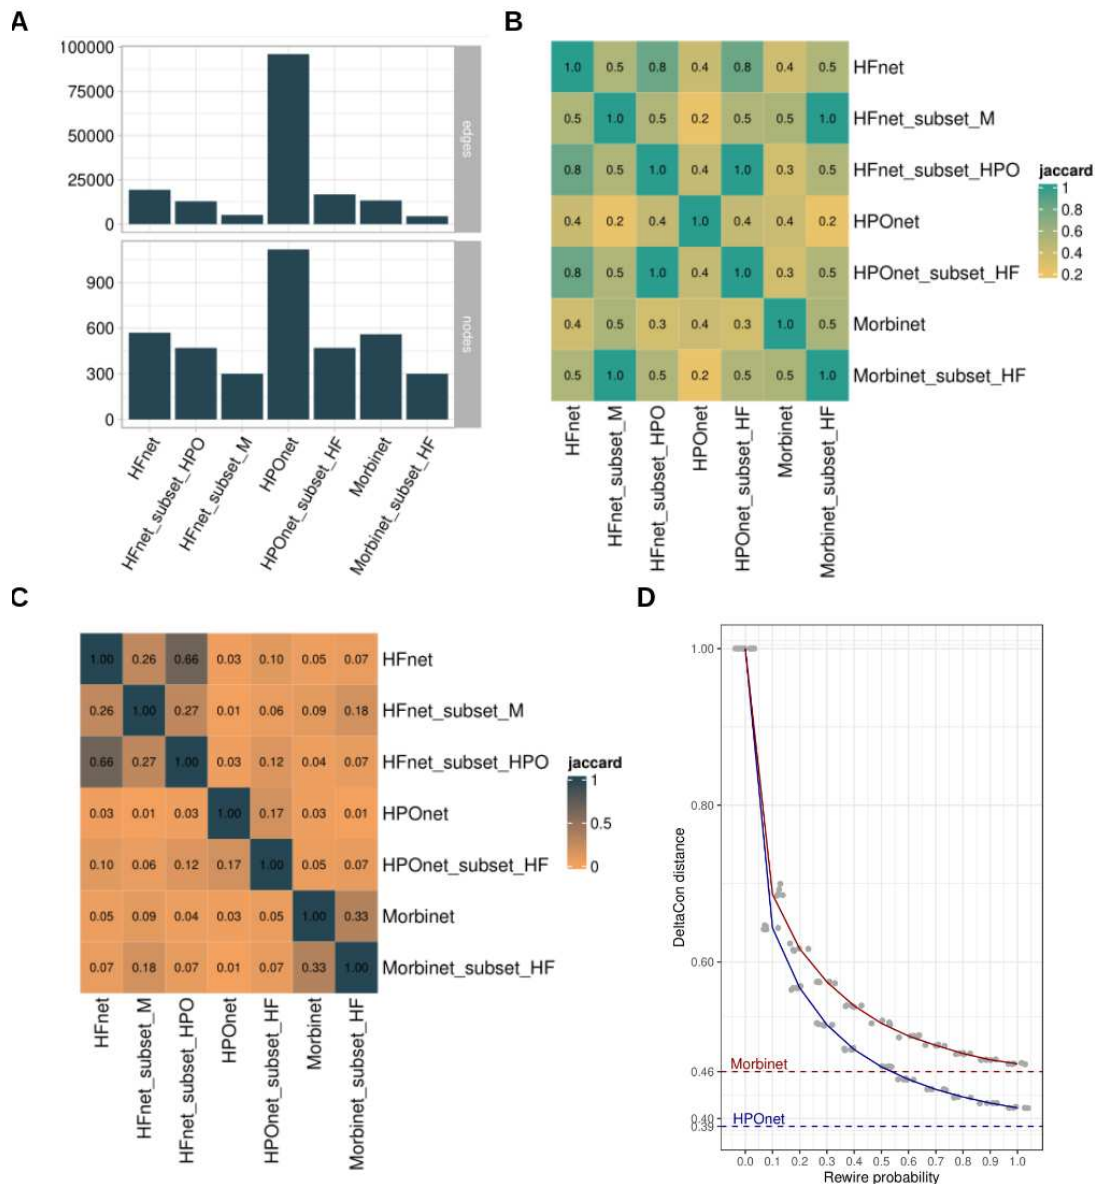 A
100000
75000
50000
25000
0
edges
900
600
300
0
nodes
HFnet
HFnet_subset_HPO
HFnet_subset_M
HPOnet
HPOnet_subset_HF
Morbinet
Morbinet_subset_HF
B
1.0 0.5 0.8 0.4 0.8 0.4 0.5 HFnet
0.5 1.0 0.5 0.2 0.5 0.5 1.0 HFnet_subset_M
0.8 0.5 1.0 0.4 1.0 0.3 0.5 HFnet_subset_HPO
0.4 0.2 0.4 1.0 0.4 0.4 0.2 HPOnet
0.8 0.5 1.0 0.4 1.0 0.3 0.5 HPOnet_subset_HF
0.4 0.5 0.3 0.4 0.3 1.0 0.5 Morbinet
0.5 1.0 0.5 0.2 0.5 0.5 1.0 Morbinet_subset_HF
HFnet
HFnet_subset_M
HFnet_subset_HPO
HPOnet
HPOnet_subset_HF
Morbinet
Morbinet_subset_HF
jaccard
1
0.8
0.6
0.4
0.2
C
1.00 0.26 0.66 0.03 0.10 0.05 0.07 HFnet
0.26 1.00 0.27 0.01 0.06 0.09 0.18 HFnet_subset_M
0.66 0.27 1.00 0.03 0.12 0.04 0.07 HFnet_subset_HPO
0.03 0.01 0.03 1.00 0.17 0.03 0.01 HPOnet
0.10 0.06 0.12 0.17 1.00 0.05 0.07 HPOnet_subset_HF
0.05 0.09 0.04 0.03 0.05 1.00 0.33 Morbinet
0.07 0.18 0.07 0.01 0.07 0.33 1.00 Morbinet_subset_HF
HFnet
HFnet_subset_M
HFnet_subset_HPO
HPOnet
HPOnet_subset_HF
Morbinet
Morbinet_subset_HF
jaccard
1
0.5
0
D
DeltaCon distance
1.00
0.80
0.60
0.46
0.40
0.39
Morbinet
HPOnet
0.0 0.1 0.2 0.3 0.4 0.5 0.6 0.7 0.8 0.9 1.0
Rewire probability